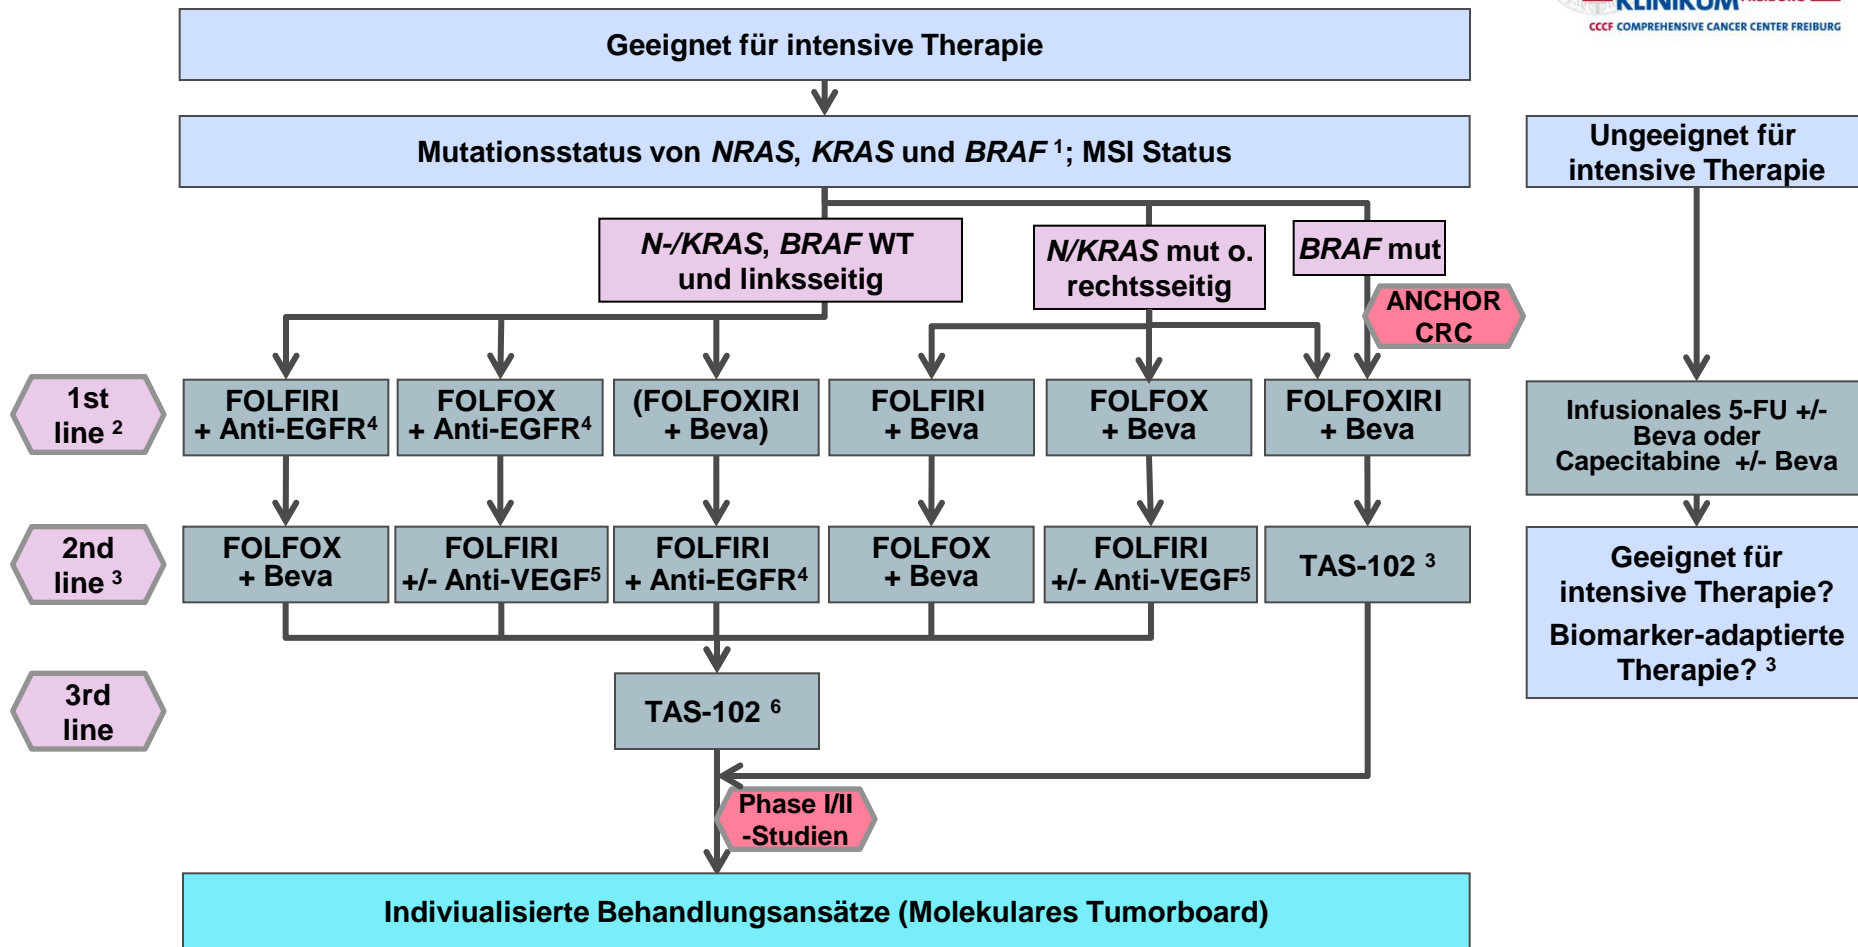 KLINIKUM FREIBURG
CCCF COMPREHENSIVE CANCER CENTER FREIBURG
Geeignet für intensive Therapie
Mutationsstatus von NRAS, KRAS und BRAF ¹; MSI Status
Ungeeignet für
intensive Therapie
N-/KRAS, BRAF WT
und linksseitig
N/KRAS mut o.
rechtsseitig
BRAF mut
ANCHOR
CRC
1st
line ²
FOLFIRI
+ Anti-EGFR⁴
FOLFOX
+ Anti-EGFR⁴
(FOLFOXIRI
+ Beva)
FOLFIRI
+ Beva
FOLFOX
+ Beva
FOLFOXIRI
+ Beva
Infusionales 5-FU +/-
Beva oder
Capecitabine +/- Beva
2nd
line ³
FOLFOX
+ Beva
FOLFIRI
+/- Anti-VEGF⁵
FOLFIRI
+ Anti-EGFR⁴
FOLFOX
+ Beva
FOLFIRI
+/- Anti-VEGF⁵
TAS-102 ³
Geeignet für
intensive Therapie?
Biomarker-adaptierte
Therapie? ³
3rd
line
TAS-102 ⁶
Phase I/II
-Studien
Indiviualisierte Behandlungsansätze (Molekulares Tumorboard)